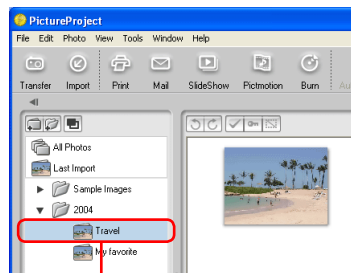 PictureProject
File Edit Photo View Tools Window Help
Transfer Import Print Mail SlideShow Pictmotion Burn
All Photos
Last Import
Sample Images
2004
Travel
My favorite